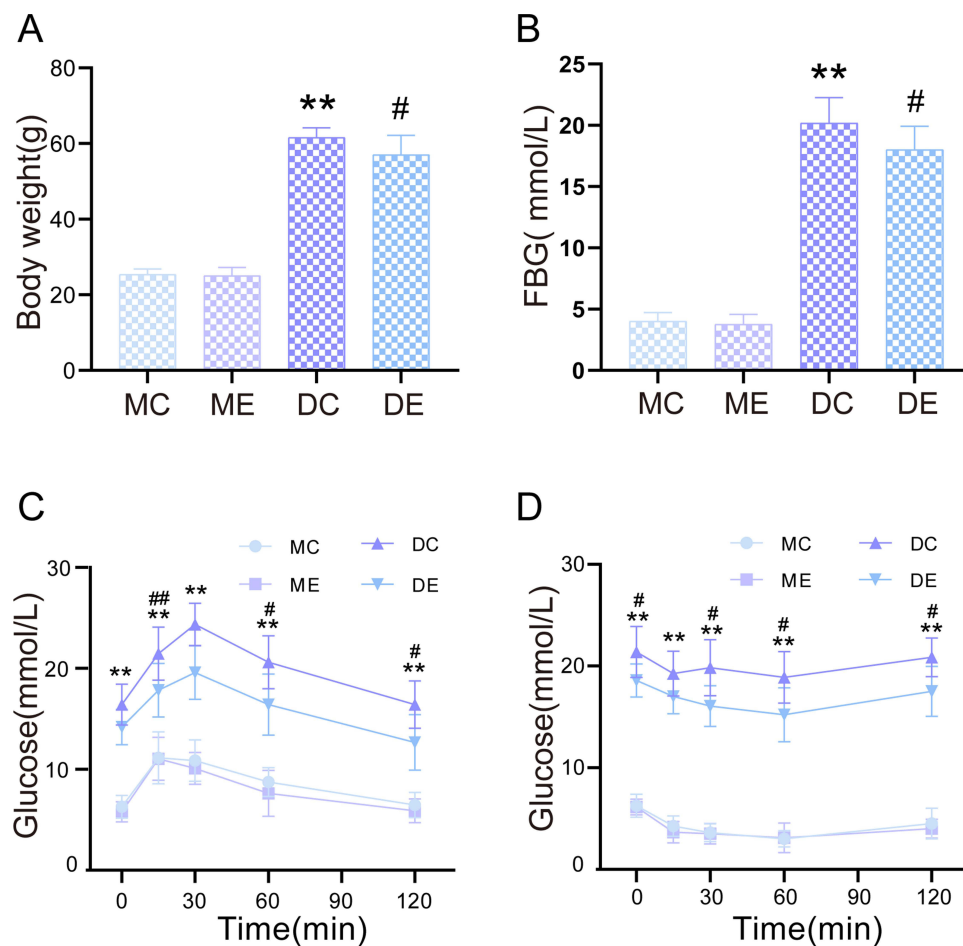 A
Body weight(g)
80
60
40
20
0
**
#
MC ME DC DE
B
FBG( mmol/L)
25
20
15
10
5
0
**
#
MC ME DC DE
C
Glucose(mmol/L)
30
20
10
0
MC DC
ME DE
** ## ** ** # ** # **
0 30 60 90 120
Time(min)
D
Glucose(mmol/L)
30
20
10
0
MC DC
ME DE
# ** ** # ** # ** # **
0 30 60 90 120
Time(min)